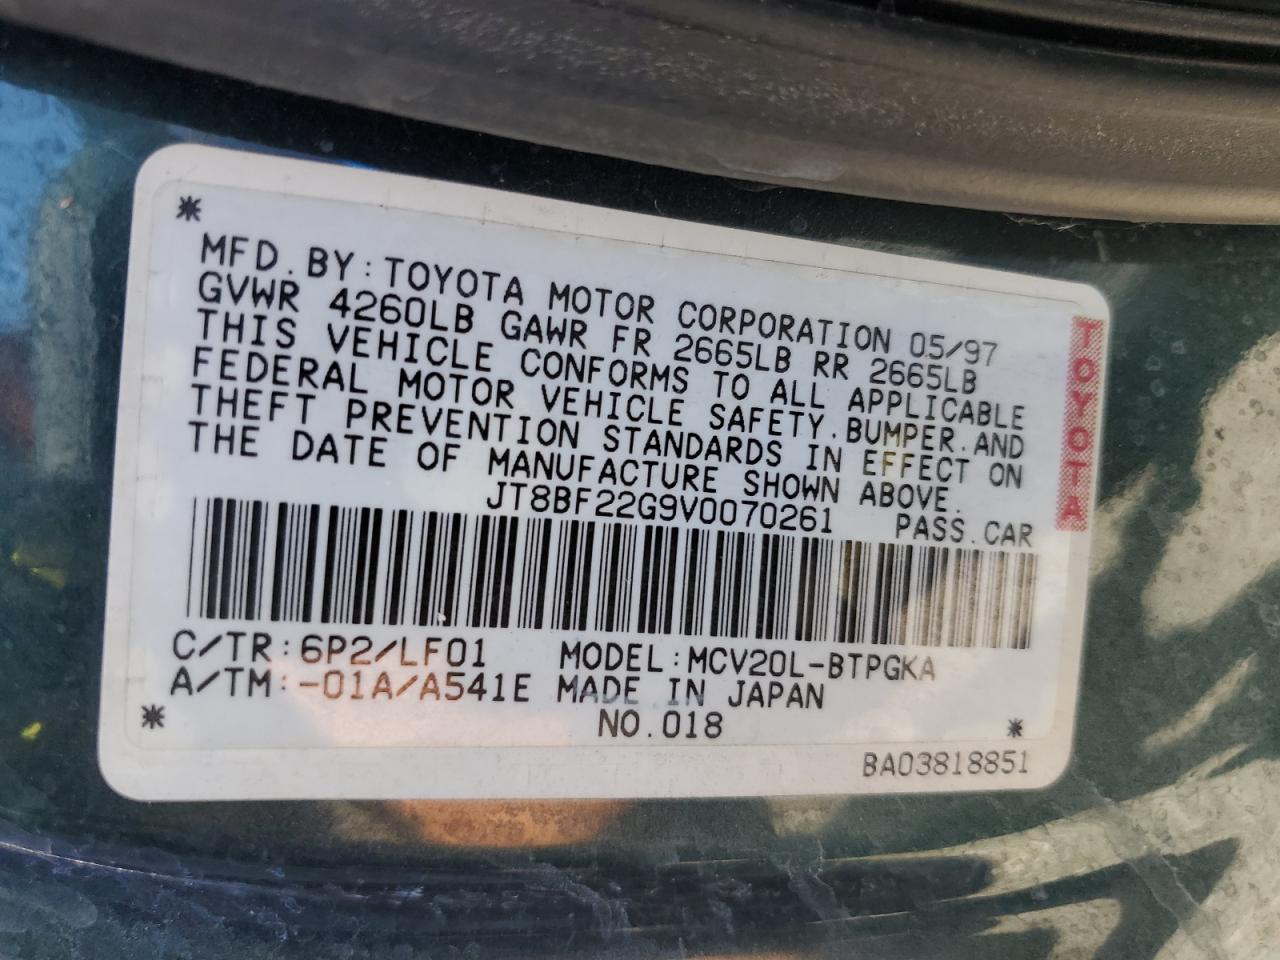 MFD. BY: TOYOTA MOTOR CORPORATION 05/97
GVWR 4260LB GAWR FR 2665LB RR 2665LB
THIS VEHICLE CONFORMS TO ALL APPLICABLE
FEDERAL MOTOR VEHICLE SAFETY.BUMPER.AND
THEFT PREVENTION STANDARDS IN EFFECT ON
THE DATE OF MANUFACTURE SHOWN ABOVE.
JT8BF22G9V0070261 PASS.CAR
C/TR:6P2/LF01 MODEL:MCV20L-BTPGKA
A/TM:-01A/A541E MADE IN JAPAN
NO.018
BA03818851
TOYOTA